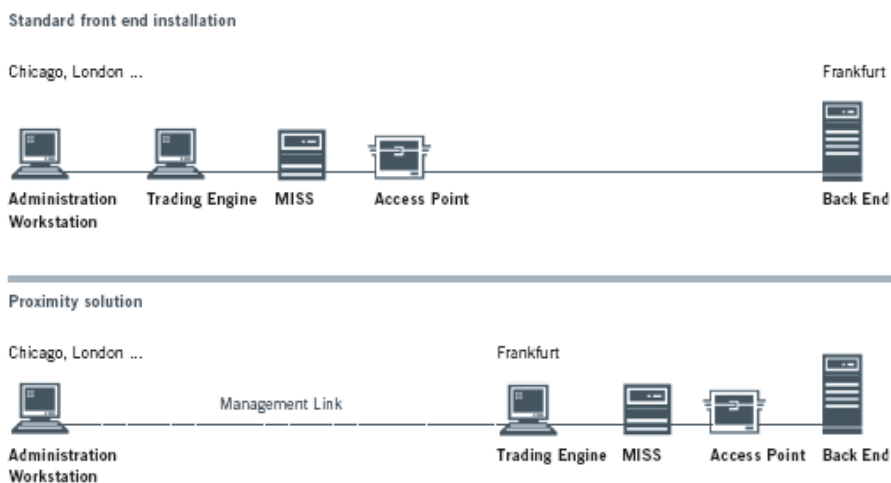 Standard front end installation
Chicago, London ...
Frankfurt
Administration
Workstation
Trading Engine
MISS
Access Point
Back End
Proximity solution
Chicago, London ...
Frankfurt
Management Link
Administration
Workstation
Trading Engine
MISS
Access Point
Back End